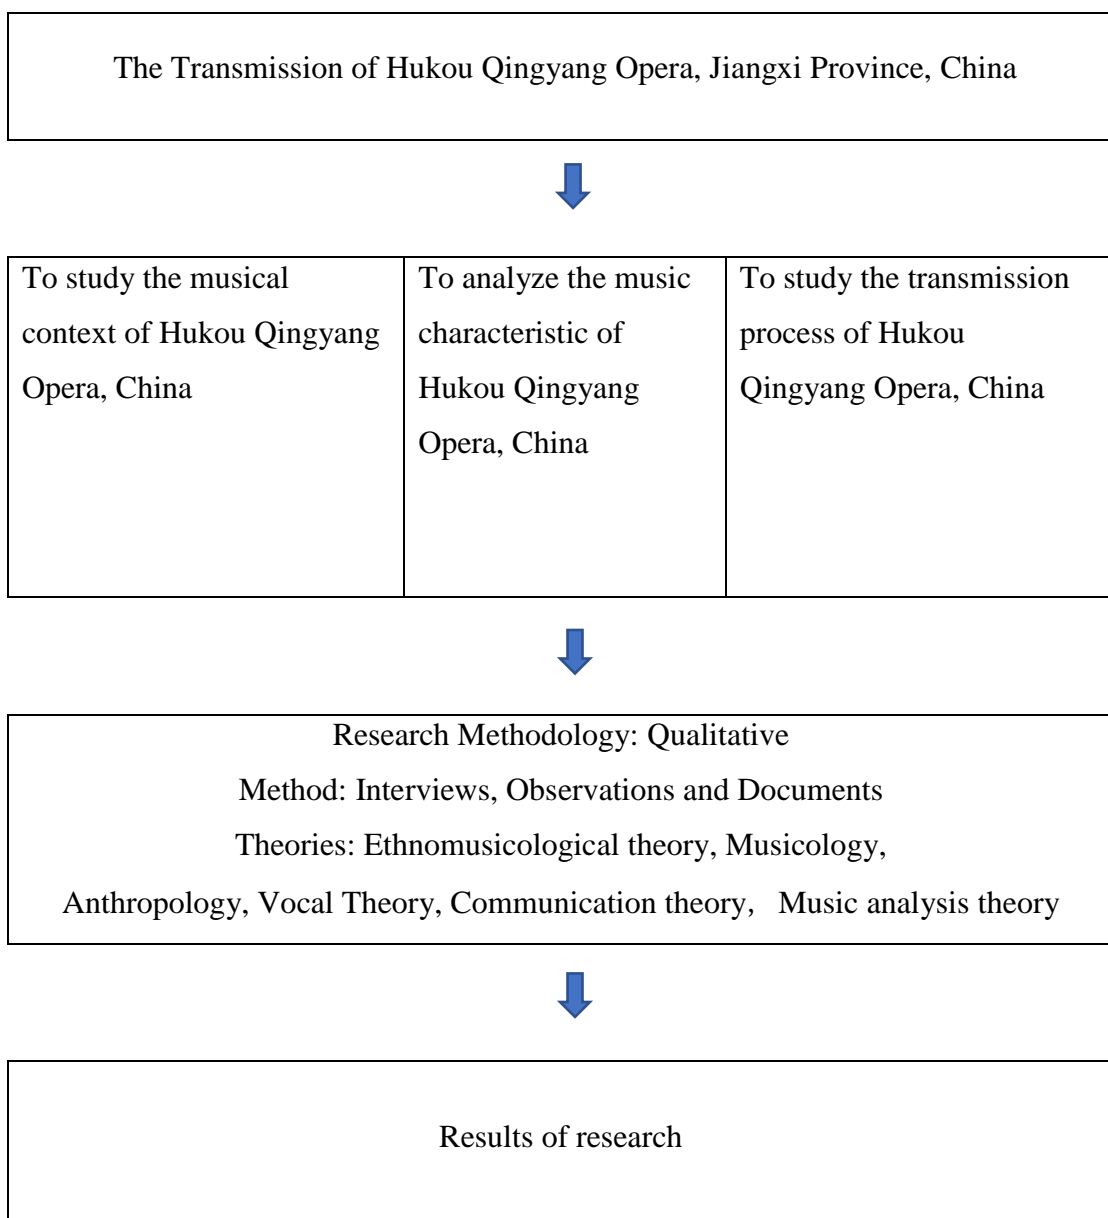 The Transmission of Hukou Qingyang Opera, Jiangxi Province, China
To study the musical
context of Hukou Qingyang
Opera, China
To analyze the music
characteristic of
Hukou Qingyang
Opera, China
To study the transmission
process of Hukou
Qingyang Opera, China
Research Methodology: Qualitative
Method: Interviews, Observations and Documents
Theories: Ethnomusicological theory, Musicology,
Anthropology, Vocal Theory, Communication theory, Music analysis theory
Results of research